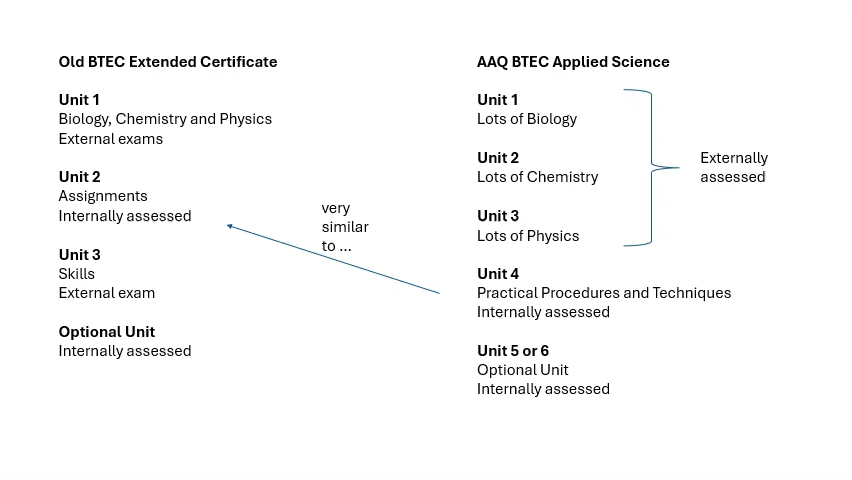 Old BTEC Extended Certificate
Unit 1
Biology, Chemistry and Physics
External exams
Unit 2
Assignments
Internally assessed
Unit 3
Skills
External exam
Optional Unit
Internally assessed
very
similar
to ...
AAQ BTEC Applied Science
Unit 1
Lots of Biology
Unit 2
Lots of Chemistry
Unit 3
Lots of Physics
Externally
assessed
Unit 4
Practical Procedures and Techniques
Internally assessed
Unit 5 or 6
Optional Unit
Internally assessed